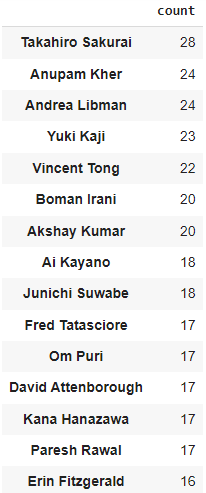 count
Takahiro Sakurai 28
Anupam Kher 24
Andrea Libman 24
Yuki Kaji 23
Vincent Tong 22
Boman Irani 20
Akshay Kumar 20
Ai Kayano 18
Junichi Suwabe 18
Fred Tatasciore 17
Om Puri 17
David Attenborough 17
Kana Hanazawa 17
Paresh Rawal 17
Erin Fitzgerald 16